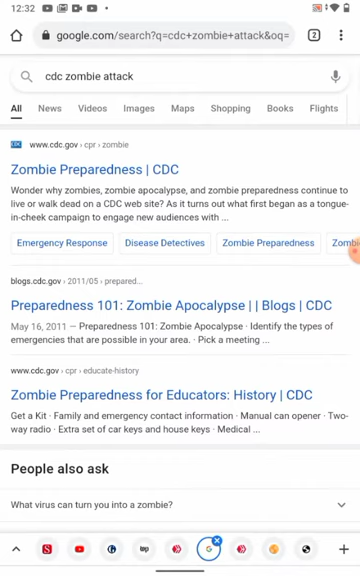 12:32
google.com/search?q=cdc+zombie+attack&oq=
2
cdc zombie attack
All News Videos Images Maps Shopping Books Flights
CDC www.cdc.gov › cpr › zombie
Zombie Preparedness | CDC
Wonder why zombies, zombie apocalypse, and zombie preparedness continue to
live or walk dead on a CDC web site? As it turns out what first began as a tongue-
in-cheek campaign to engage new audiences with ...
Emergency Response Disease Detectives Zombie Preparedness Zombi
blogs.cdc.gov › 2011/05 › prepared...
Preparedness 101: Zombie Apocalypse | | Blogs | CDC
May 16, 2011 — Preparedness 101: Zombie Apocalypse · Identify the types of
emergencies that are possible in your area. · Pick a meeting ...
www.cdc.gov › cpr › educate-history
Zombie Preparedness for Educators: History | CDC
Get a Kit · Family and emergency contact information · Manual can opener · Two-
way radio · Extra set of car keys and house keys · Medical ...
People also ask
What virus can turn you into a zombie?